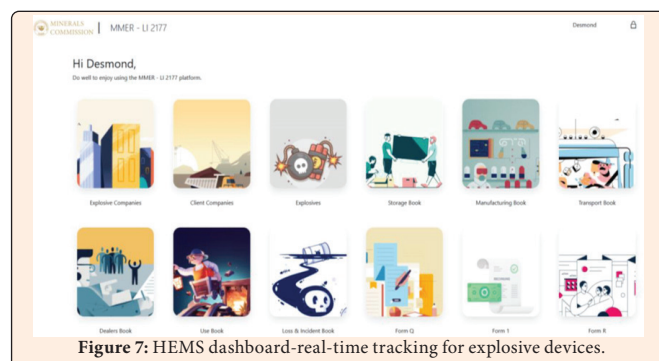 MINERALS
COMMISSION
MMER - LI 2177
Desmond
Hi Desmond,
Do well to enjoy using the MMER - LI 2177 platform.
Explosive Companies
Client Companies
Explosives
Storage Book
Manufacturing Book
Transport Book
Dealers Book
Use Book
Loss & Incident Book
Form Q
Form 1
Form R
Figure 7: HEMS dashboard-real-time tracking for explosive devices.